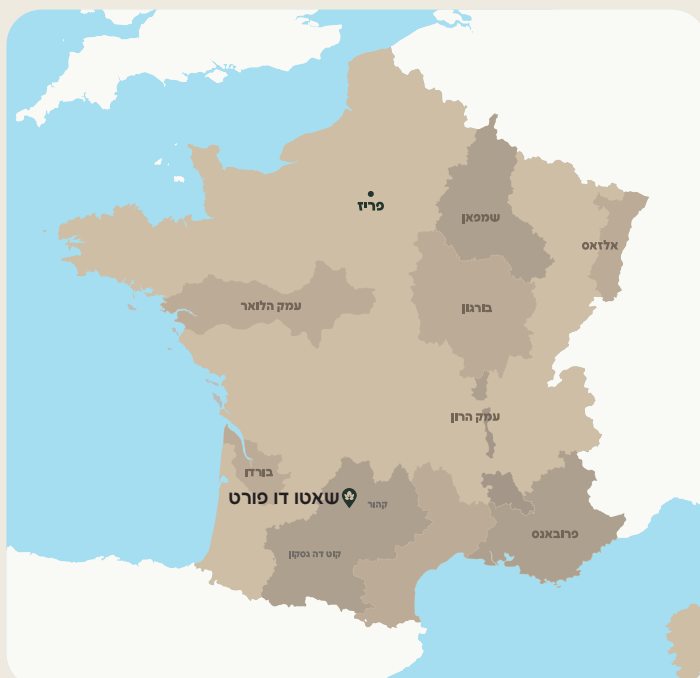 פריז
שמפאן
אלזאס
עמק הלואר
בורגון
עמק הרון
בורדו
שאטו דו פורט
קהור
פרובאנס
קוט דה גסקון